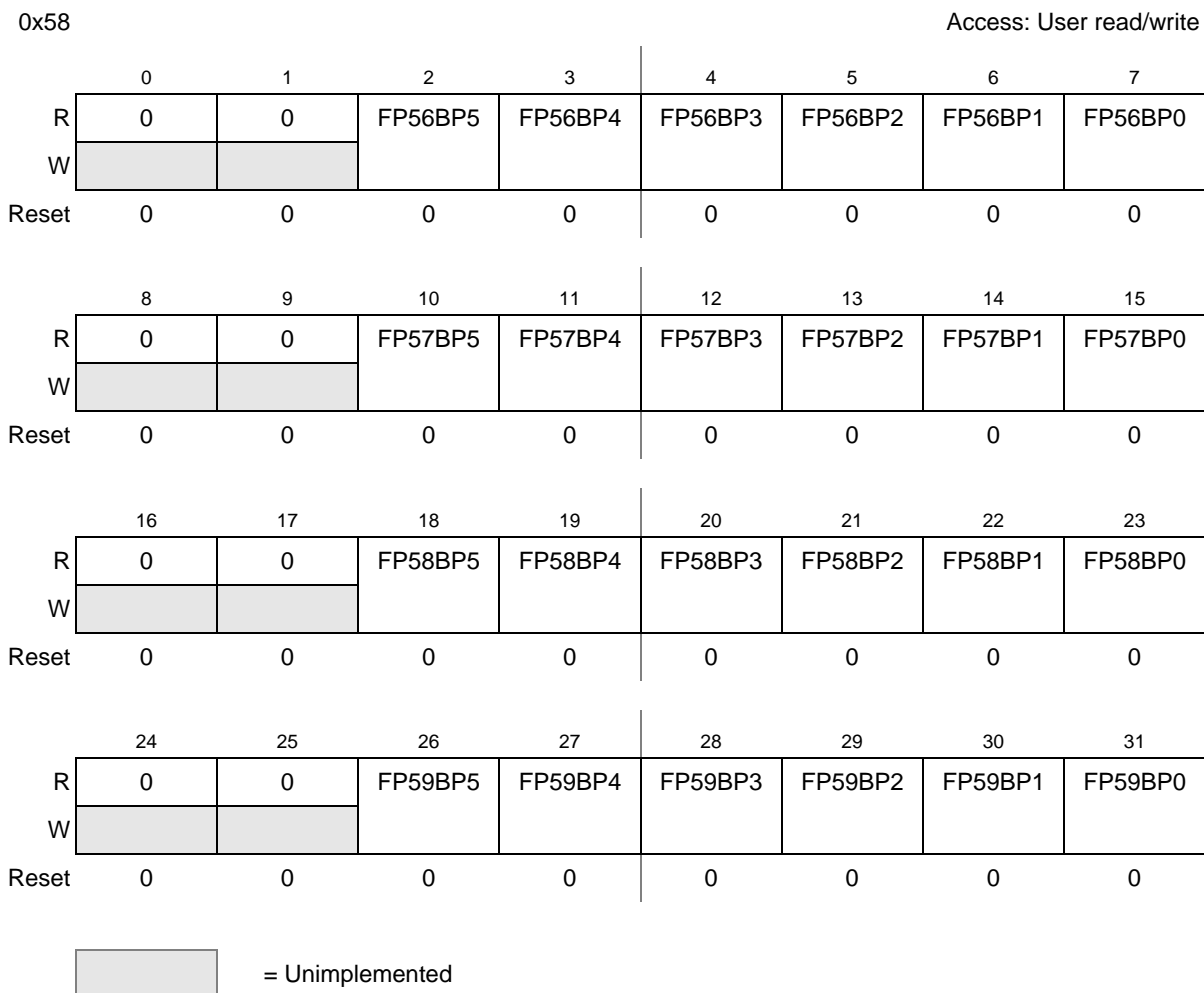 0x58 Access: User read/write
0 1 2 3 4 5 6 7
R 0 0 FP56BP5 FP56BP4 FP56BP3 FP56BP2 FP56BP1 FP56BP0
W
Reset 0 0 0 0 0 0 0 0
8 9 10 11 12 13 14 15
R 0 0 FP57BP5 FP57BP4 FP57BP3 FP57BP2 FP57BP1 FP57BP0
W
Reset 0 0 0 0 0 0 0 0
16 17 18 19 20 21 22 23
R 0 0 FP58BP5 FP58BP4 FP58BP3 FP58BP2 FP58BP1 FP58BP0
W
Reset 0 0 0 0 0 0 0 0
24 25 26 27 28 29 30 31
R 0 0 FP59BP5 FP59BP4 FP59BP3 FP59BP2 FP59BP1 FP59BP0
W
Reset 0 0 0 0 0 0 0 0
= Unimplemented